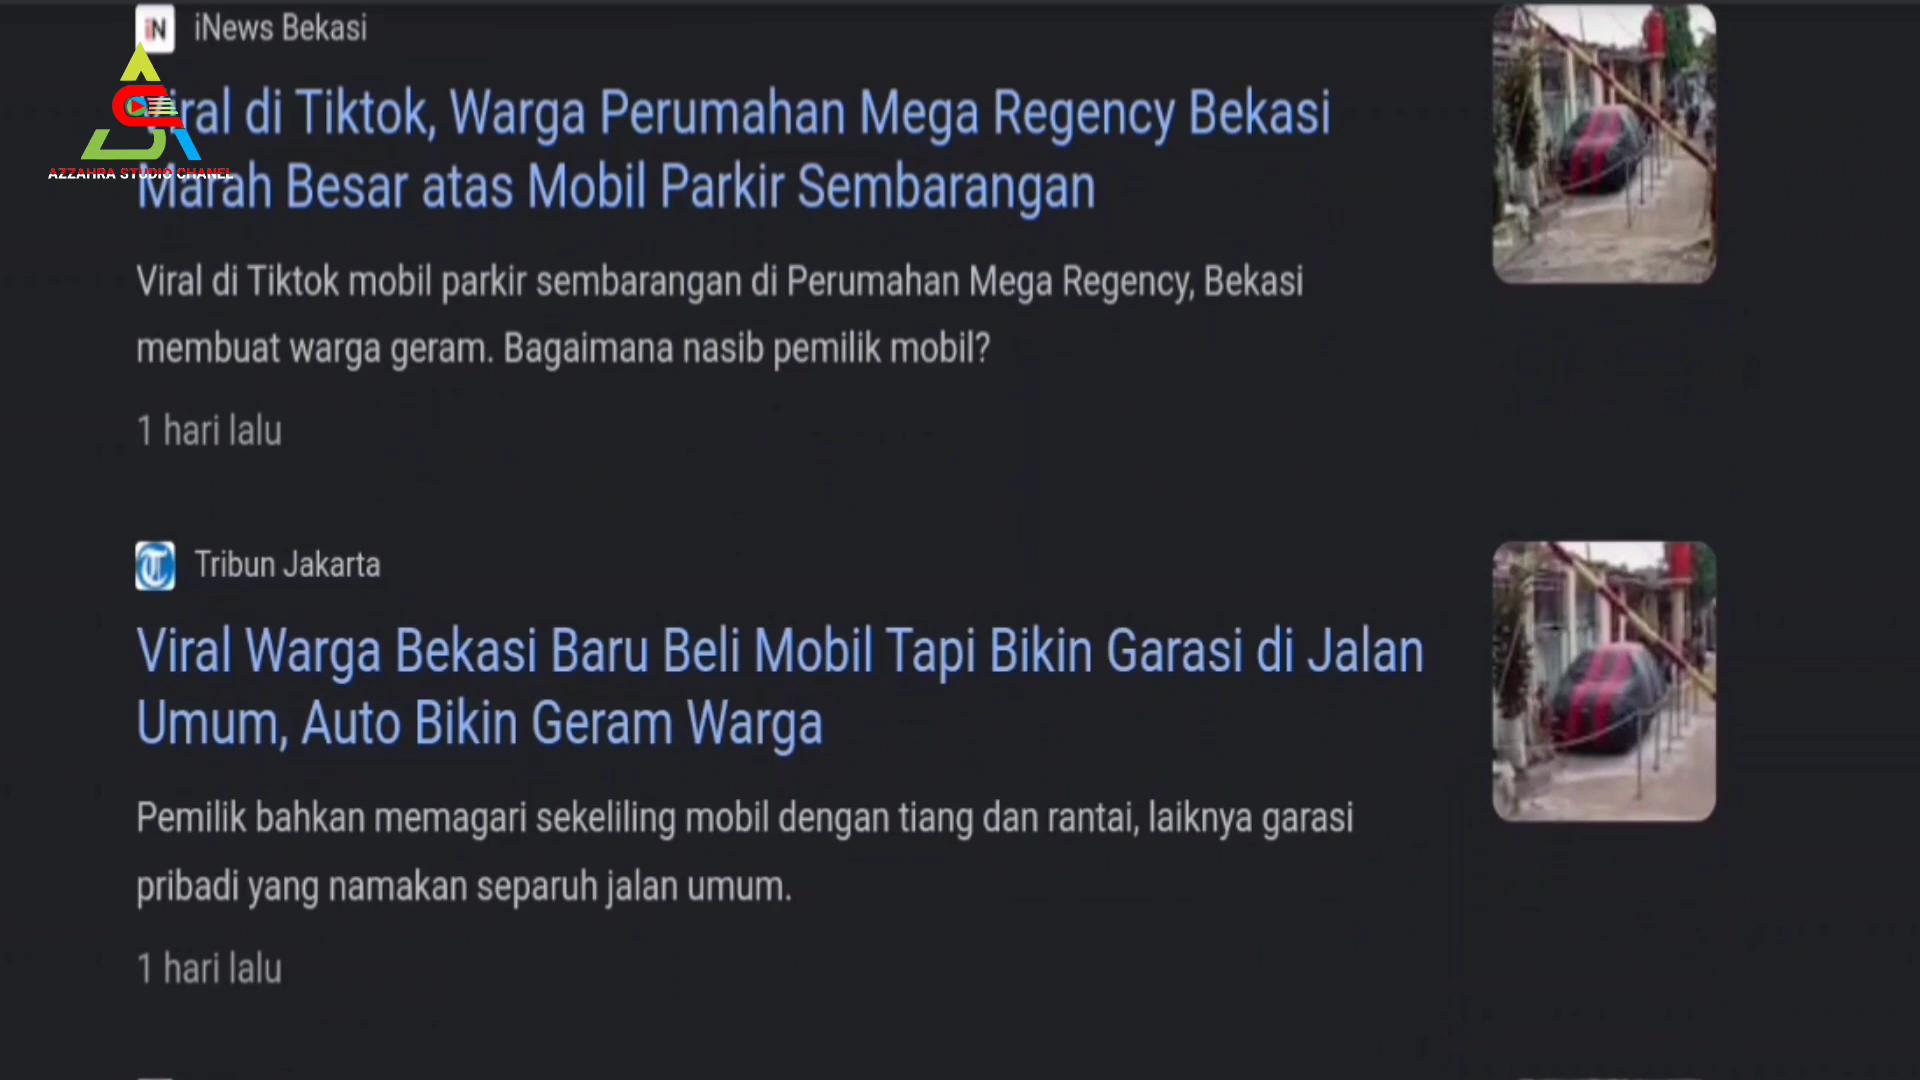 iNews Bekasi
Viral di Tiktok, Warga Perumahan Mega Regency Bekasi
Marah Besar atas Mobil Parkir Sembarangan
AZZAHRA STUDIO CHANEL
Viral di Tiktok mobil parkir sembarangan di Perumahan Mega Regency, Bekasi
membuat warga geram. Bagaimana nasib pemilik mobil?
1 hari lalu
Tribun Jakarta
Viral Warga Bekasi Baru Beli Mobil Tapi Bikin Garasi di Jalan
Umum, Auto Bikin Geram Warga
Pemilik bahkan memagari sekeliling mobil dengan tiang dan rantai, laiknya garasi
pribadi yang namakan separuh jalan umum.
1 hari lalu